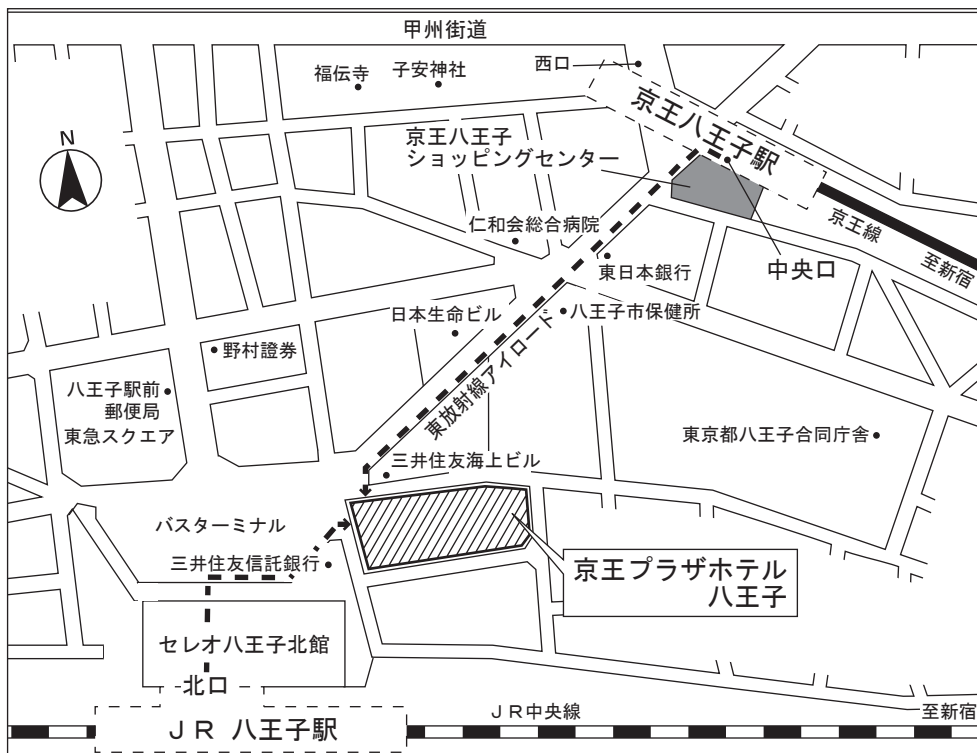 甲州街道
福伝寺
子安神社
西口
N
京王八王子駅
京王八王子
ショッピングセンター
仁和会総合病院
京王線
至新宿
東日本銀行
中央口
日本生命ビル
八王子市保健所
野村證券
東放射線アイロード
八王子駅前
郵便局
東急スクエア
東京都八王子合同庁舎
三井住友海上ビル
バスターミナル
三井住友信託銀行
京王プラザホテル
八王子
セレオ八王子北館
北口
JR中央線
至新宿
JR 八王子駅